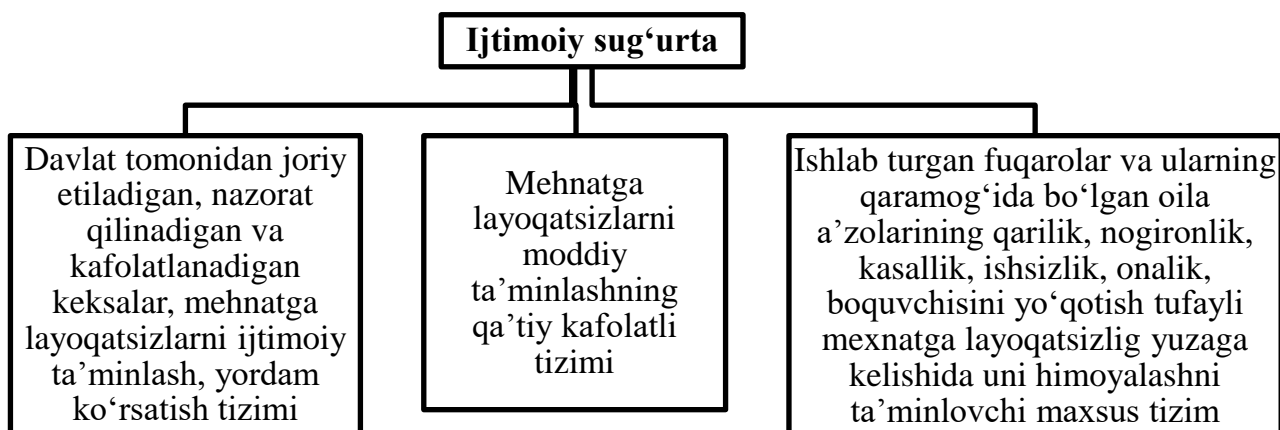 Ijtimoiy sug‘urta
Davlat tomonidan joriy
etiladigan, nazorat
qilinadigan va
kafolatlanadigan
keksalar, mehnatga
layoqatsizlarni ijtimoiy
ta’minlash, yordam
ko‘rsatish tizimi
Mehnatga
layoqatsizlarni
moddiy
ta’minlashning
qa’tiy kafolatli
tizimi
Ishlab turgan fuqarolar va ularning
qaramog‘ida bo‘lgan oila
a’zolarining qarilik, nogironlik,
kasallik, ishsizlik, onalik,
boquvchisini yo‘qotish tufayli
mexnatga layoqatsizlig yuzaga
kelishida uni himoyalashni
ta’minlovchi maxsus tizim